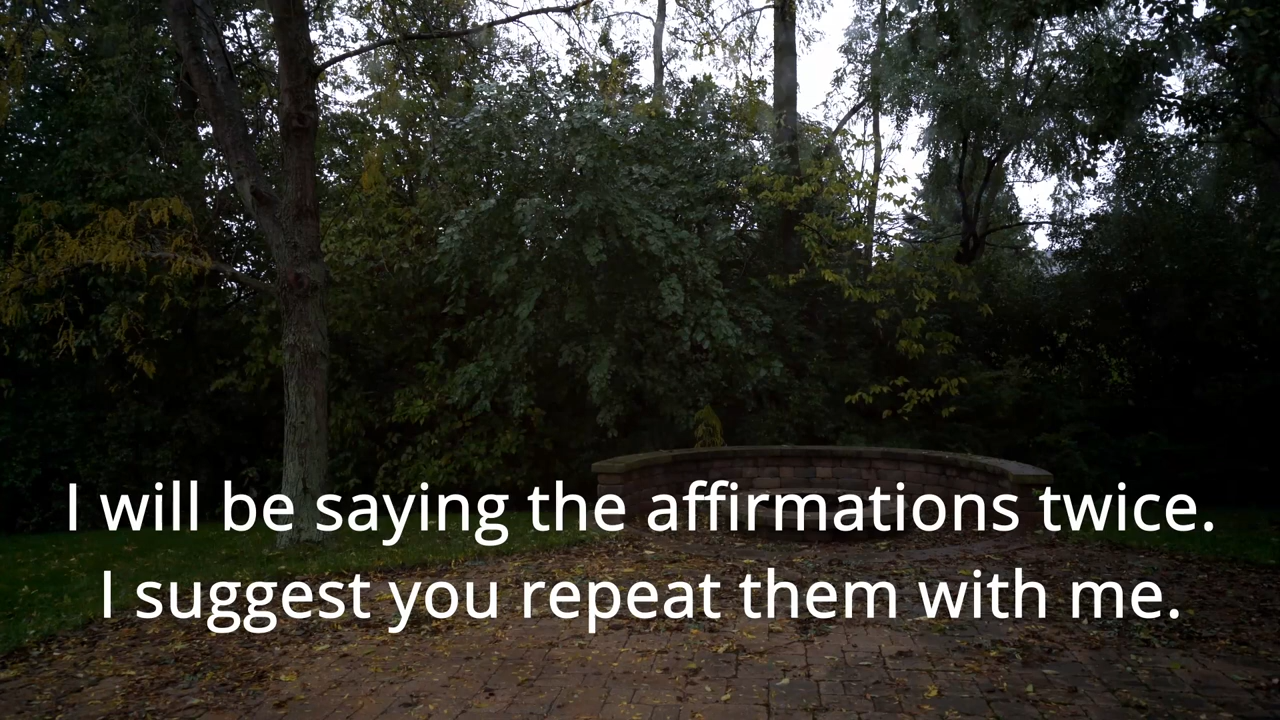 I will be saying the affirmations twice.
I suggest you repeat them with me.